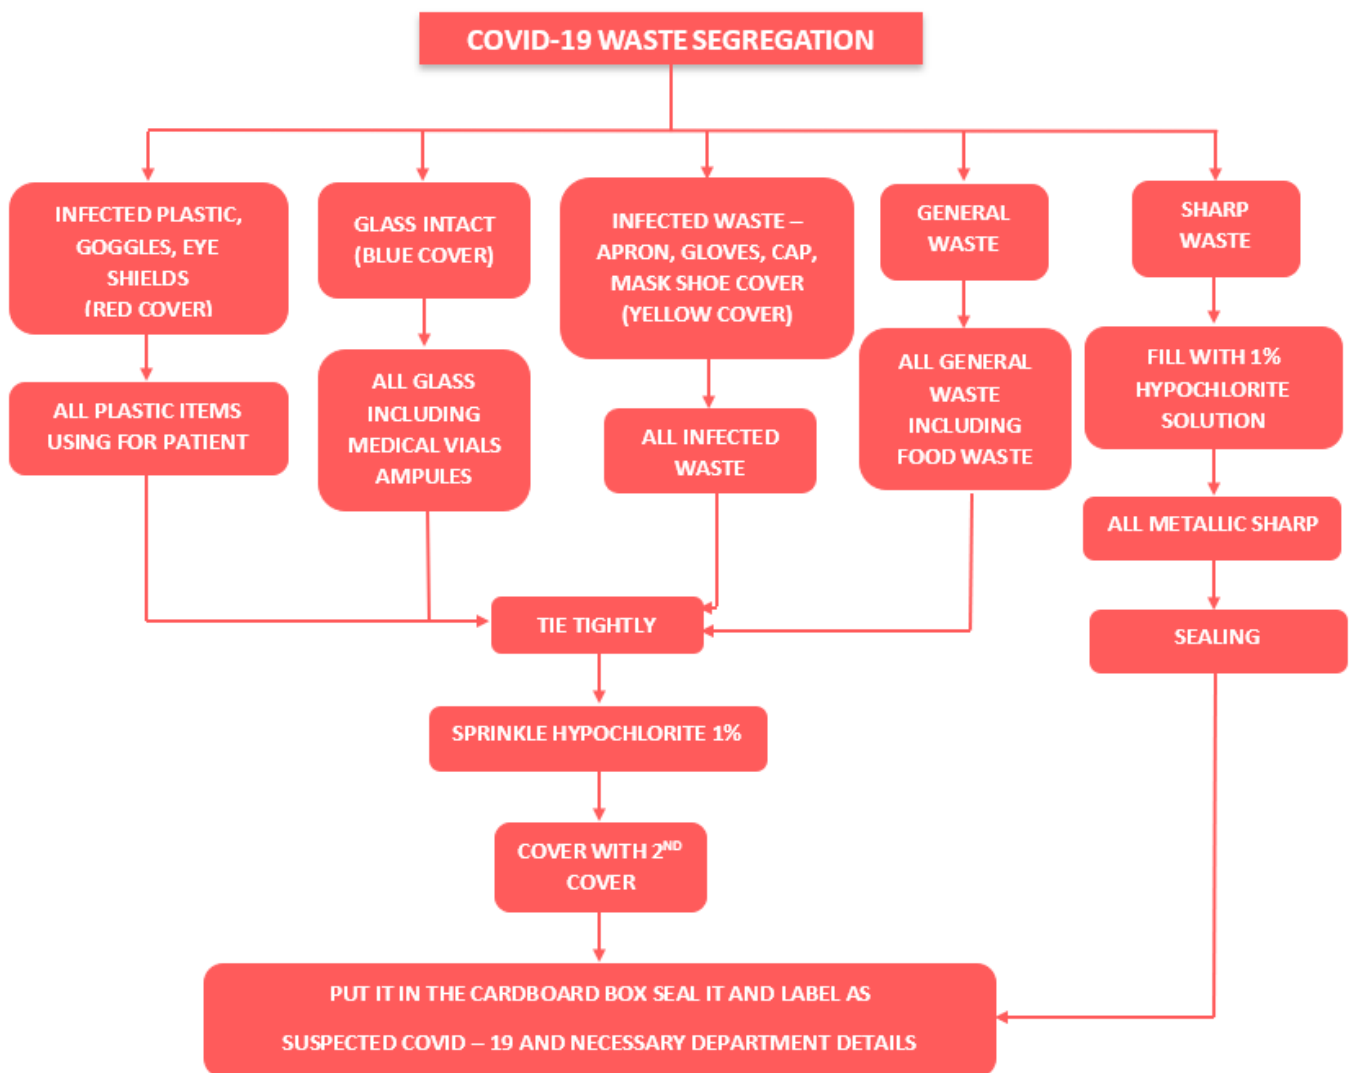 COVID-19 WASTE SEGREGATION
INFECTED PLASTIC,
GOGGLES, EYE
SHIELDS
(RED COVER)
GLASS INTACT
(BLUE COVER)
INFECTED WASTE –
APRON, GLOVES, CAP,
MASK SHOE COVER
(YELLOW COVER)
GENERAL
WASTE
SHARP
WASTE
ALL PLASTIC ITEMS
USING FOR PATIENT
ALL GLASS
INCLUDING
MEDICAL VIALS
AMPULES
ALL INFECTED
WASTE
ALL GENERAL
WASTE
INCLUDING
FOOD WASTE
FILL WITH 1%
HYPOCHLORITE
SOLUTION
ALL METALLIC SHARP
SEALING
TIE TIGHTLY
SPRINKLE HYPOCHLORITE 1%
COVER WITH 2ND
COVER
PUT IT IN THE CARDBOARD BOX SEAL IT AND LABEL AS
SUSPECTED COVID – 19 AND NECESSARY DEPARTMENT DETAILS